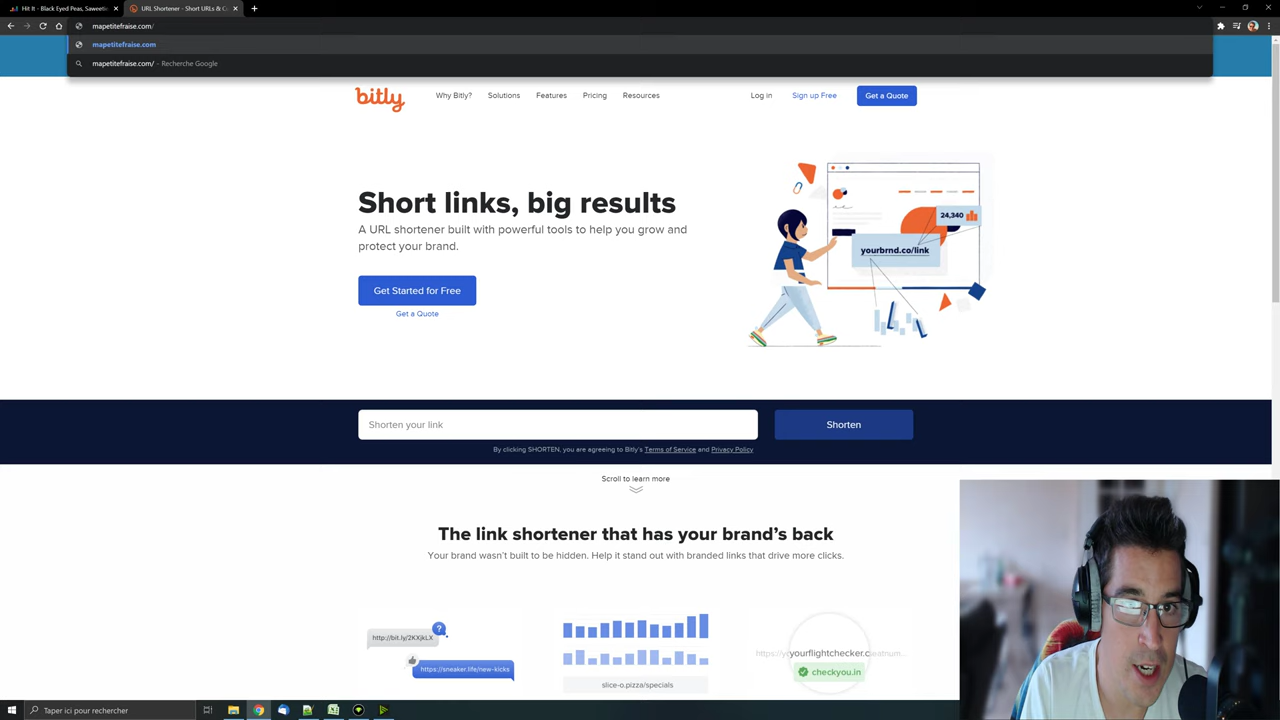 Hit It - Black Eyed Peas, Saweetie
URL Shortener - Short URLs & C
mapetitefraise.com/
mapetitefraise.com
mapetitefraise.com/ - Recherche Google
bitly
Why Bitly?
Solutions
Features
Pricing
Resources
Log in
Sign up Free
Get a Quote
Short links, big results
A URL shortener built with powerful tools to help you grow and
protect your brand.
Get Started for Free
Get a Quote
24,340
yourbrnd.co/link
Shorten your link
Shorten
By clicking SHORTEN, you are agreeing to Bitly's Terms of Service and Privacy Policy
Scroll to learn more
The link shortener that has your brand's back
Your brand wasn't built to be hidden. Help it stand out with branded links that drive more clicks.
http://bit.ly/2KXjkLX
?
https://sneaker.life/new-kicks
slice-o.pizza/specials
yourflightchecker.c
checkyou.in
Taper ici pour rechercher